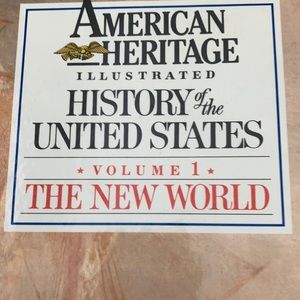 AMERICAN
HERITAGE
ILLUSTRATED
HISTORY of the
UNITED STATES
★ VOLUME 1 ★
THE NEW WORLD